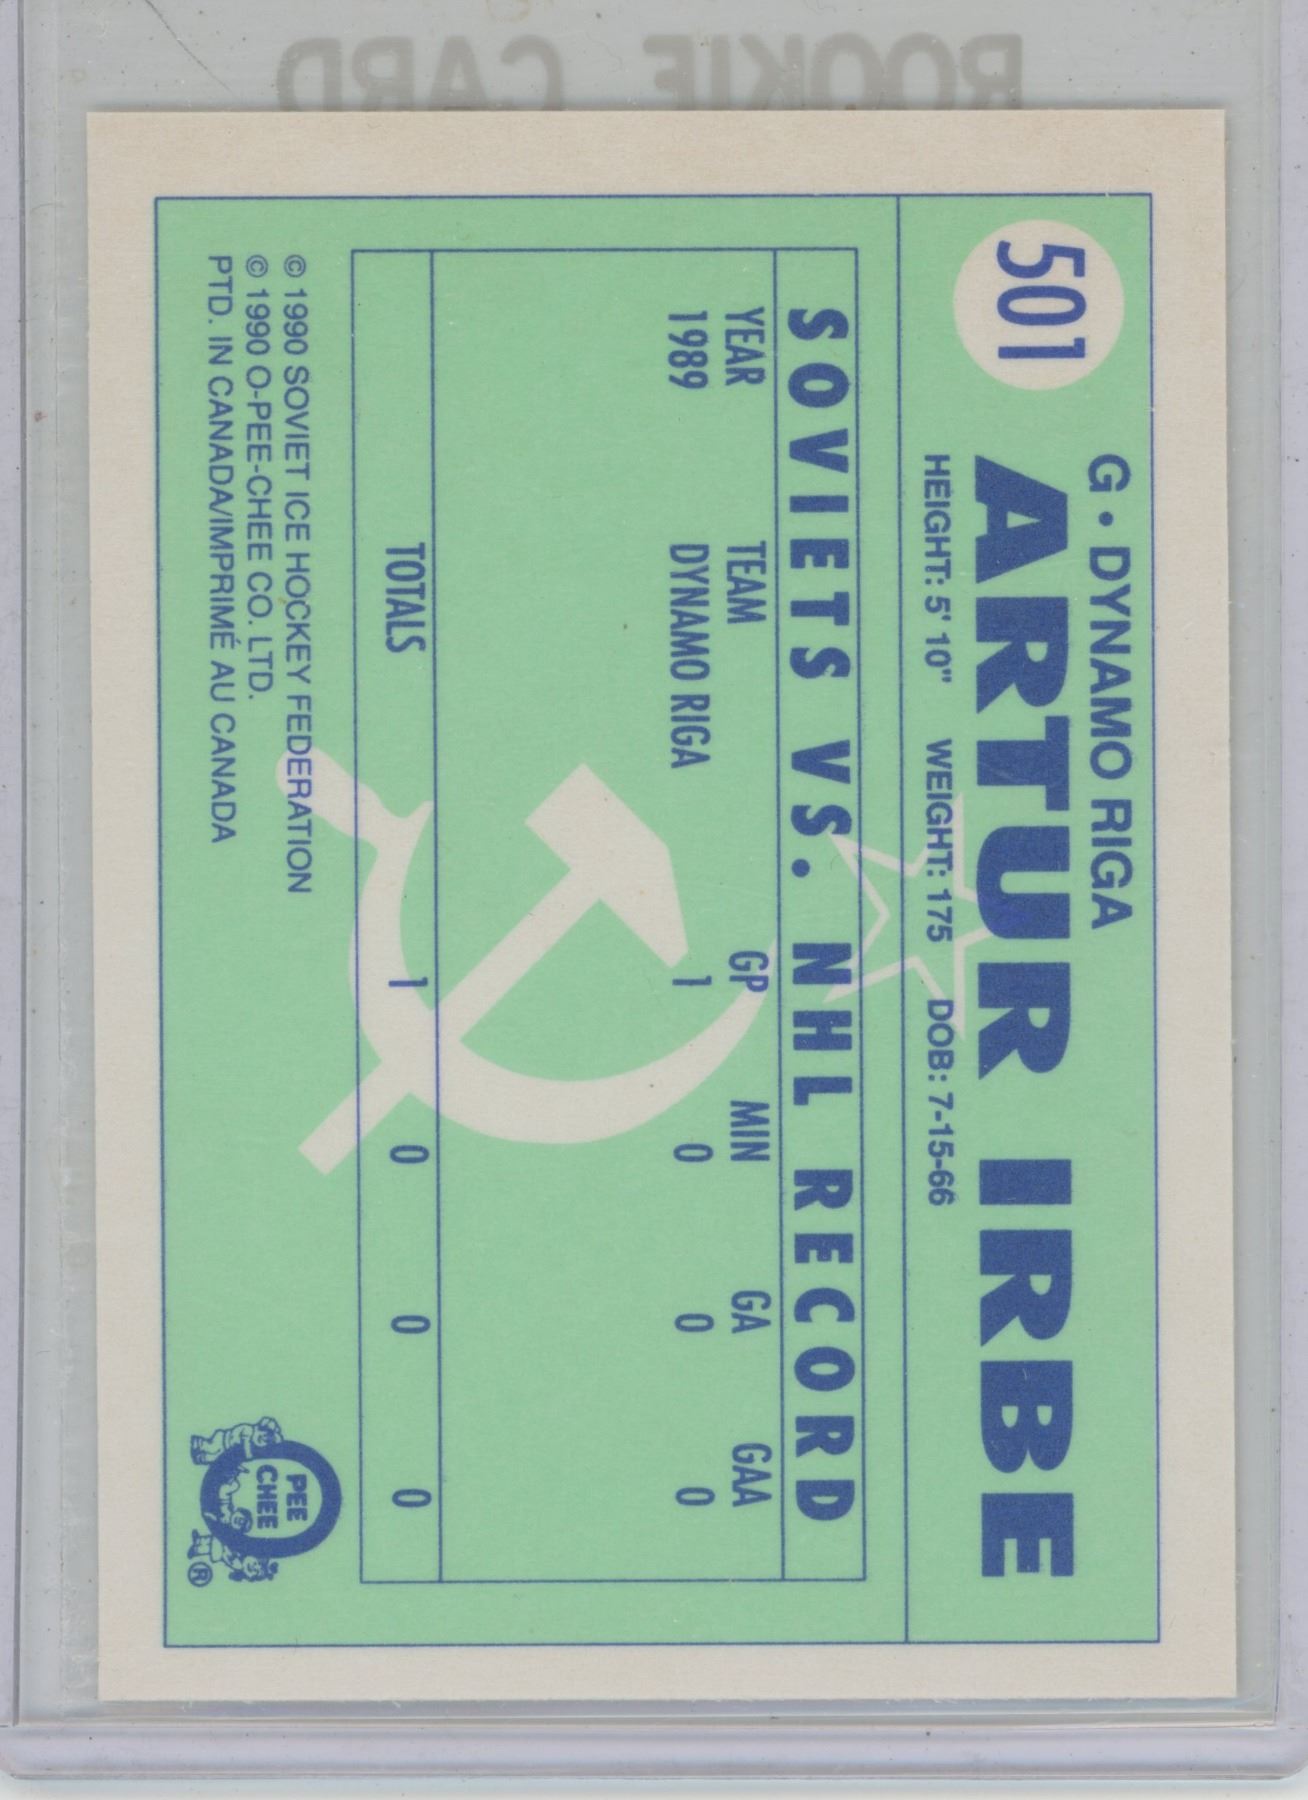 ROOKIE CARD
501
G • DYNAMO RIGA
ARTUR IRBE
HEIGHT: 5' 10" WEIGHT: 175 DOB: 7-15-66
SOVIETS VS. NHL RECORD
YEAR TEAM GP MIN GA GAA
1989 DYNAMO RIGA 1 0 0 0
TOTALS 1 0 0 0
© 1990 SOVIET ICE HOCKEY FEDERATION
© 1990 O-PEE-CHEE CO. LTD.
PTD. IN CANADA/IMPRIMÉ AU CANADA
O PEE CHEE ®